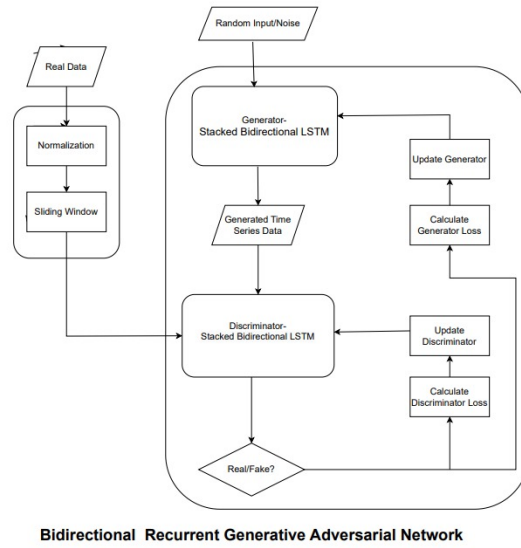 Random Input/Noise
Real Data
Generator-
Stacked Bidirectional LSTM
Normalization
Update Generator
Sliding Window
Generated Time
Series Data
Calculate
Generator Loss
Discriminator-
Stacked Bidirectional LSTM
Update
Discriminator
Calculate
Discriminator Loss
Real/Fake?
Bidirectional Recurrent Generative Adversarial Network